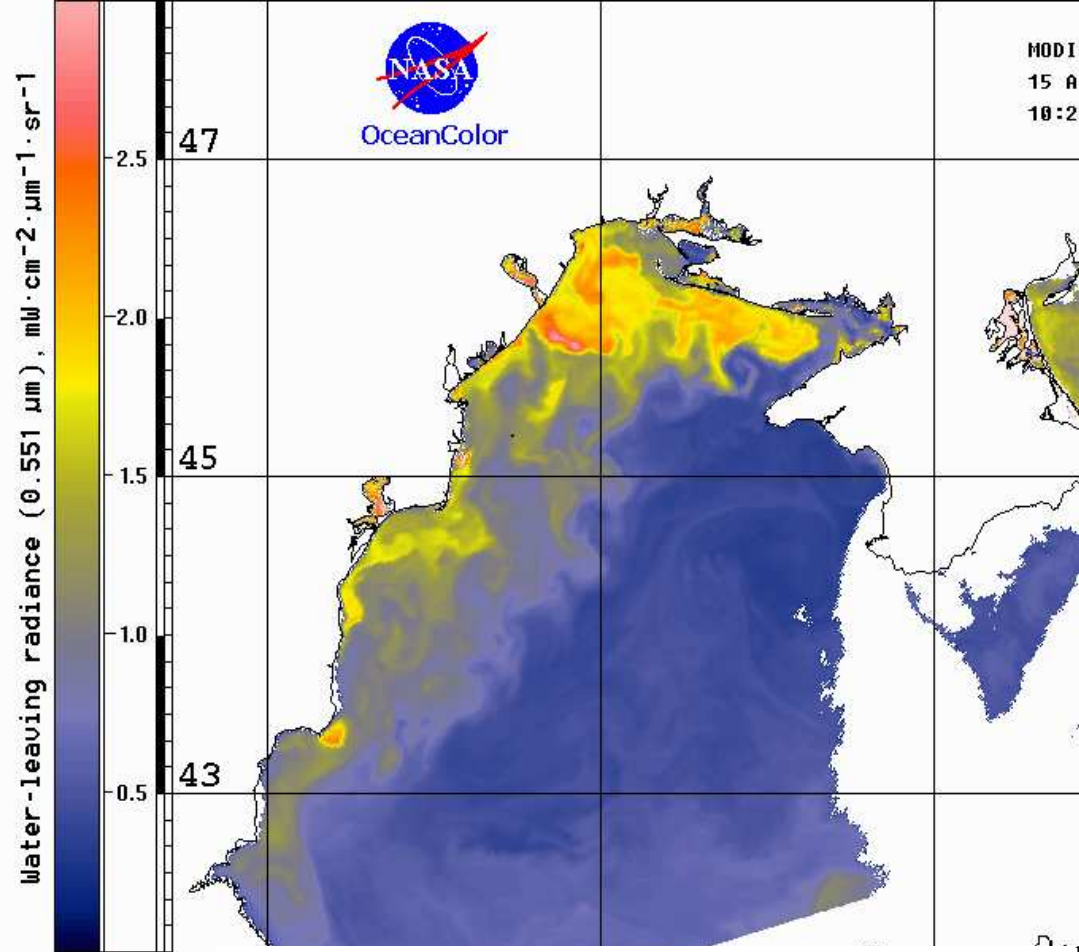 NASA
OceanColor
MODI
15 A
10:2
Water-leaving radiance (0.551 µm), mW·cm⁻²·µm⁻¹·sr⁻¹
2.5
2.0
1.5
1.0
0.5
47
45
43